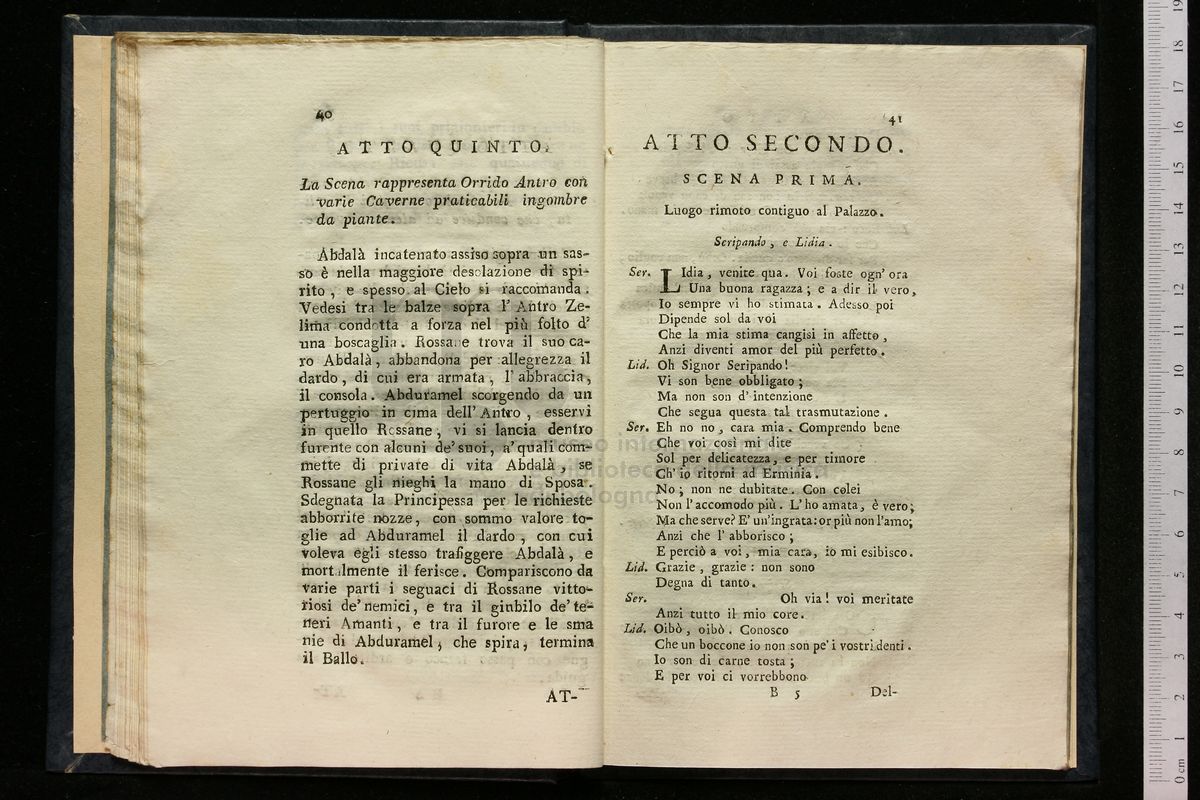 40
ATTO QUINTO.
La Scena rappresenta Orrido Antro con
varie Caverne praticabili ingombre
da piante.
Abdalà incatenato assiso sopra un sas-
so è nella maggiore desolazione di spi-
rito, e spesso al Cielo si raccomanda.
Vedesi tra le balze sopra l'Antro Ze-
lima condotta a forza nel più folto d'
una boscaglia. Rossane trova il suo ca-
ro Abdalà, abbandona per allegrezza il
dardo, di cui era armata, l'abbraccia,
il consola. Abduramel scorgendo da un
pertuggio in cima dell'Antro, esservi
in quello Rossane, vi si lancia dentro
furente con alcuni de'suoi, a'quali com-
mette di privare di vita Abdalà, se
Rossane gli nieghi la mano di Sposa.
Sdegnata la Principessa per le richieste
abborrite nozze, con sommo valore to-
glie ad Abduramel il dardo, con cui
voleva egli stesso trafiggere Abdalà, e
mortalmente il ferisce. Compariscono da
varie parti i seguaci di Rossane vitto-
riosi de'nemici, e tra il giubilo de'te-
neri Amanti, e tra il furore e le sma
nie di Abduramel, che spira, termina
il Ballo.
AT-
41
ATTO SECONDO.
SCENA PRIMA.
Luogo rimoto contiguo al Palazzo.
Seripando, e Lidia.
Ser. LIdia, venite qua. Voi foste ogn'ora
Una buona ragazza; e a dir il vero,
Io sempre vi ho stimata. Adesso poi
Dipende sol da voi
Che la mia stima cangisi in affetto,
Anzi diventi amor del più perfetto.
Lid. Oh Signor Seripando!
Vi son bene obbligato;
Ma non son d'intenzione
Che segua questa tal trasmutazione.
Ser. Eh no no, cara mia. Comprendo bene
Che voi così mi dite
Sol per delicatezza, e per timore
Ch'io ritorni ad Erminia.
No; non ne dubitate. Con colei
Non l'accomodo più. L'ho amata, è vero;
Ma che serve? E'un'ingrata: or più non l'amo;
Anzi che l'abborisco;
E perciò a voi, mia cara, io mi esibisco.
Lid. Grazie, grazie: non sono
Degna di tanto.
Ser. Oh via! voi meritate
Anzi tutto il mio core.
Lid. Oibò, oibò. Conosco
Che un boccone io non son pe'i vostri denti.
Io son di carne tosta;
E per voi ci vorrebbono
B 5 Del-